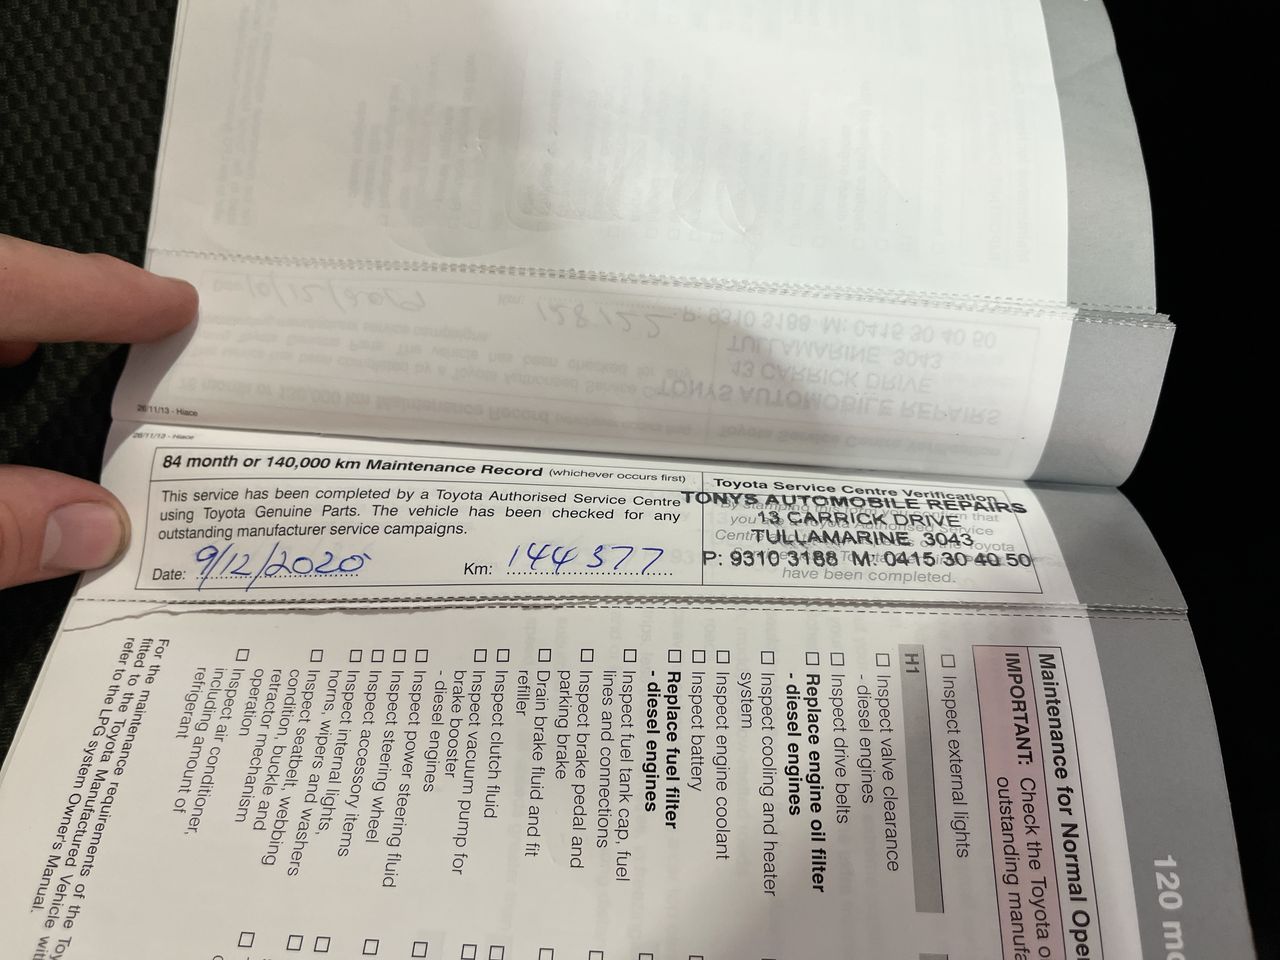 26/11/13 - Hiace
26/11/13 - Hiace
84 month or 140,000 km Maintenance Record (whichever occurs first)
This service has been completed by a Toyota Authorised Service Centre
using Toyota Genuine Parts. The vehicle has been checked for any
outstanding manufacturer service campaigns.
Date: 9/12/2020 Km: 144377
Toyota Service Centre Verification
TONYS AUTOMOBILE REPAIRS
13 CARRICK DRIVE
TULLAMARINE 3043
P: 9310 3188 M: 0415 30 40 50
have been completed.
120
Maintenance for Normal
IMPORTANT: Check the Toyota
outstanding
☐ Inspect external lights
H1
☐ Inspect valve clearance
- diesel engines
☐ Inspect drive belts
☐ Replace engine oil filter
- diesel engines
☐ Inspect cooling and heater
system
☐ Inspect engine coolant
☐ Inspect battery
☐ Replace fuel filter
- diesel engines
☐ Inspect fuel tank cap, fuel
lines and connections
☐ Inspect brake pedal and
parking brake
☐ Drain brake fluid and fit
refiller
☐ Inspect clutch fluid
☐ Inspect vacuum pump for
brake booster
- diesel engines
☐ Inspect power steering fluid
☐ Inspect steering wheel
☐ Inspect accessory items
☐ Inspect internal lights,
horns, wipers and washers
☐ Inspect seatbelt, webbing
condition, buckle and
retractor mechanism
operation
☐ Inspect air conditioner,
including amount of
refrigerant
For the maintenance requirements of the
fitted to the Toyota Manufactured Vehicle
refer to the LPG system Owner's Manual.